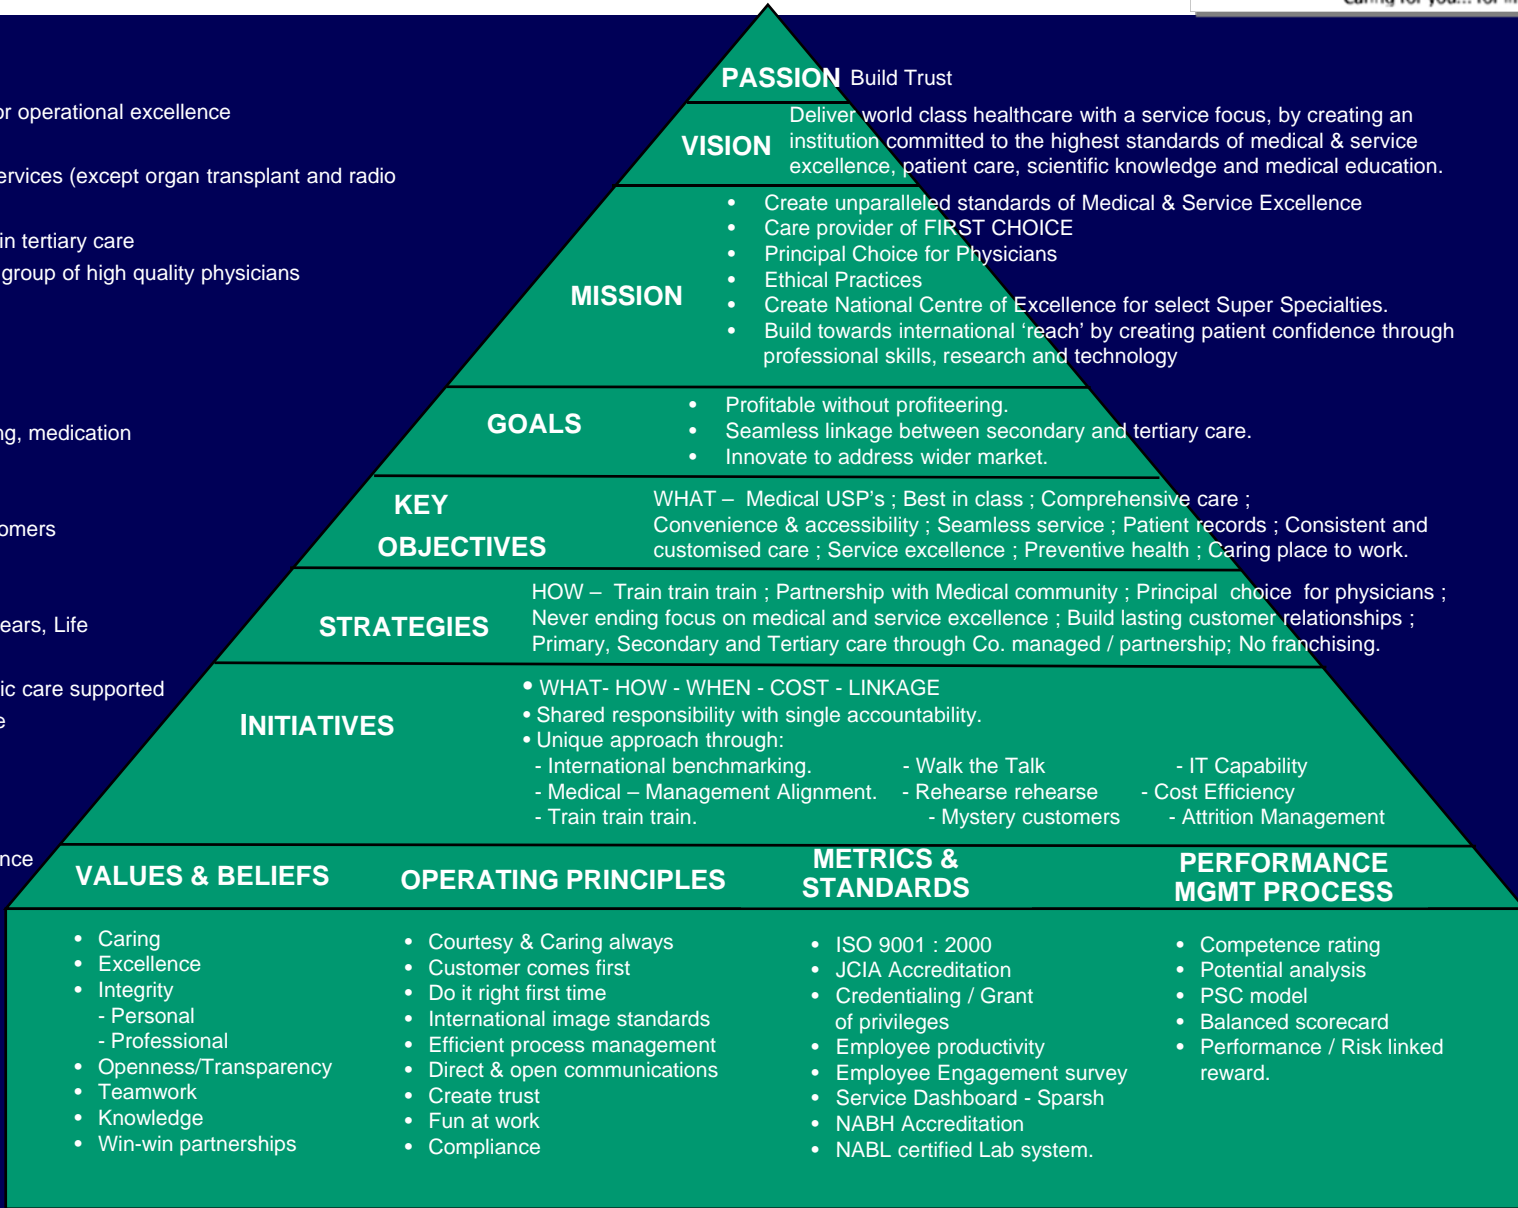 Caring for you... for
or operational excellence
ervices (except organ transplant and radio
in tertiary care
group of high quality physicians
ng, medication
omers
ears, Life
ic care supported
e
nce
PASSION Build Trust
VISION
Deliver world class healthcare with a service focus, by creating an
institution committed to the highest standards of medical & service
excellence, patient care, scientific knowledge and medical education.
MISSION
• Create unparalleled standards of Medical & Service Excellence
• Care provider of FIRST CHOICE
• Principal Choice for Physicians
• Ethical Practices
• Create National Centre of Excellence for select Super Specialties.
• Build towards international ‘reach’ by creating patient confidence through
professional skills, research and technology
GOALS
• Profitable without profiteering.
• Seamless linkage between secondary and tertiary care.
• Innovate to address wider market.
KEY
OBJECTIVES
WHAT – Medical USP's ; Best in class ; Comprehensive care ;
Convenience & accessibility ; Seamless service ; Patient records ; Consistent and
customised care ; Service excellence ; Preventive health ; Caring place to work.
STRATEGIES
HOW – Train train train ; Partnership with Medical community ; Principal choice for physicians ;
Never ending focus on medical and service excellence ; Build lasting customer relationships ;
Primary, Secondary and Tertiary care through Co. managed / partnership; No franchising.
INITIATIVES
• WHAT- HOW - WHEN - COST - LINKAGE
• Shared responsibility with single accountability.
• Unique approach through:
- International benchmarking. - Walk the Talk - IT Capability
- Medical – Management Alignment. - Rehearse rehearse - Cost Efficiency
- Train train train. - Mystery customers - Attrition Management
VALUES & BELIEFS
• Caring
• Excellence
• Integrity
- Personal
- Professional
• Openness/Transparency
• Teamwork
• Knowledge
• Win-win partnerships
OPERATING PRINCIPLES
• Courtesy & Caring always
• Customer comes first
• Do it right first time
• International image standards
• Efficient process management
• Direct & open communications
• Create trust
• Fun at work
• Compliance
METRICS &
STANDARDS
• ISO 9001 : 2000
• JCIA Accreditation
• Credentialing / Grant
of privileges
• Employee productivity
• Employee Engagement survey
• Service Dashboard - Sparsh
• NABH Accreditation
• NABL certified Lab system.
PERFORMANCE
MGMT PROCESS
• Competence rating
• Potential analysis
• PSC model
• Balanced scorecard
• Performance / Risk linked
reward.